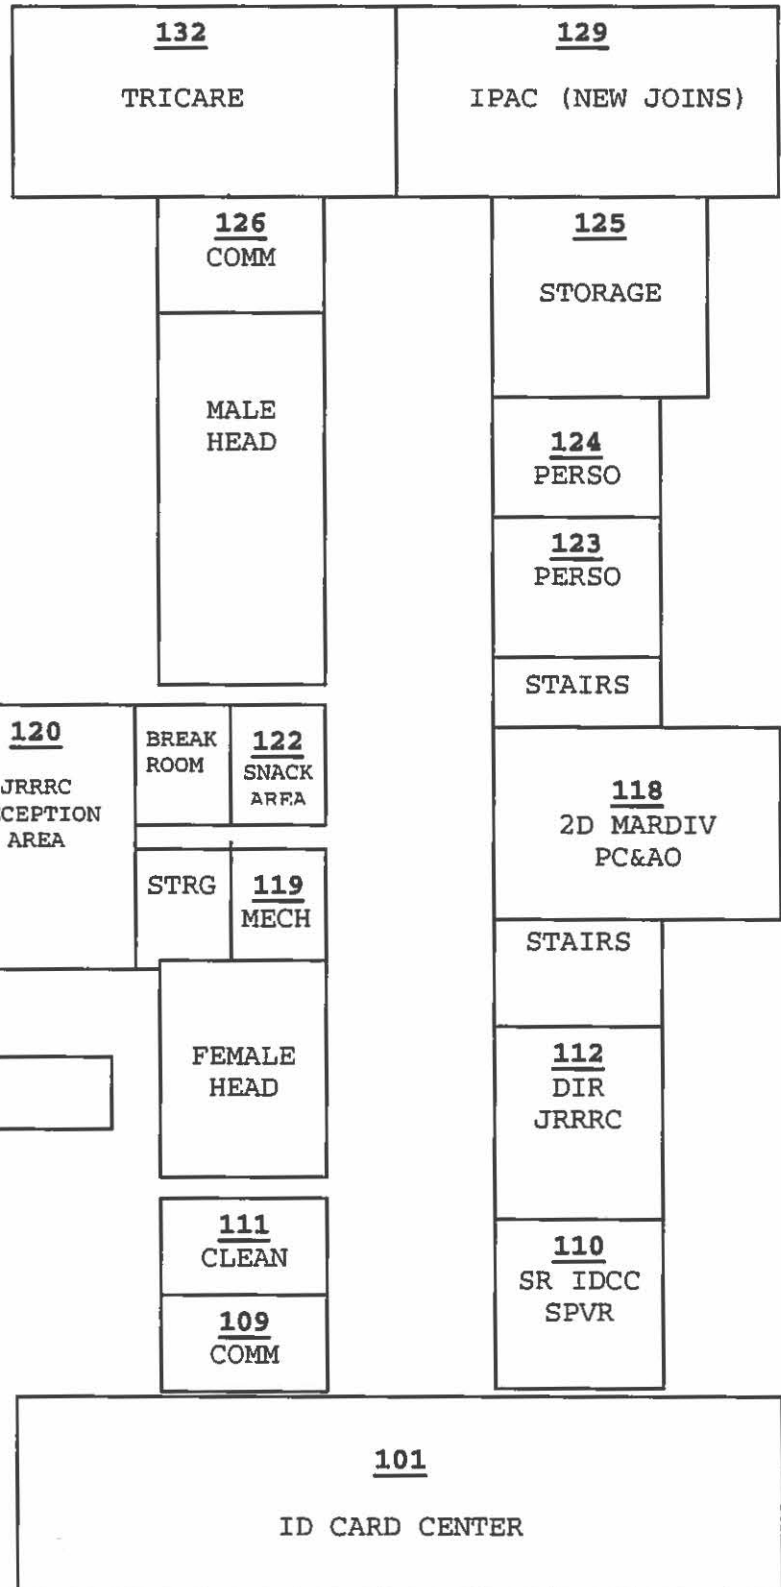 132
TRICARE
129
IPAC (NEW JOINS)
126
COMM
125
STORAGE
MALE
HEAD
124
PERSO
123
PERSO
STAIRS
120
JRRRC
CEPTION
AREA
BREAK
ROOM
122
SNACK
AREA
118
2D MARDIV
PC&AO
STRG
119
MECH
STAIRS
FEMALE
HEAD
112
DIR
JRRRC
111
CLEAN
110
SR IDCC
SPVR
109
COMM
101
ID CARD CENTER